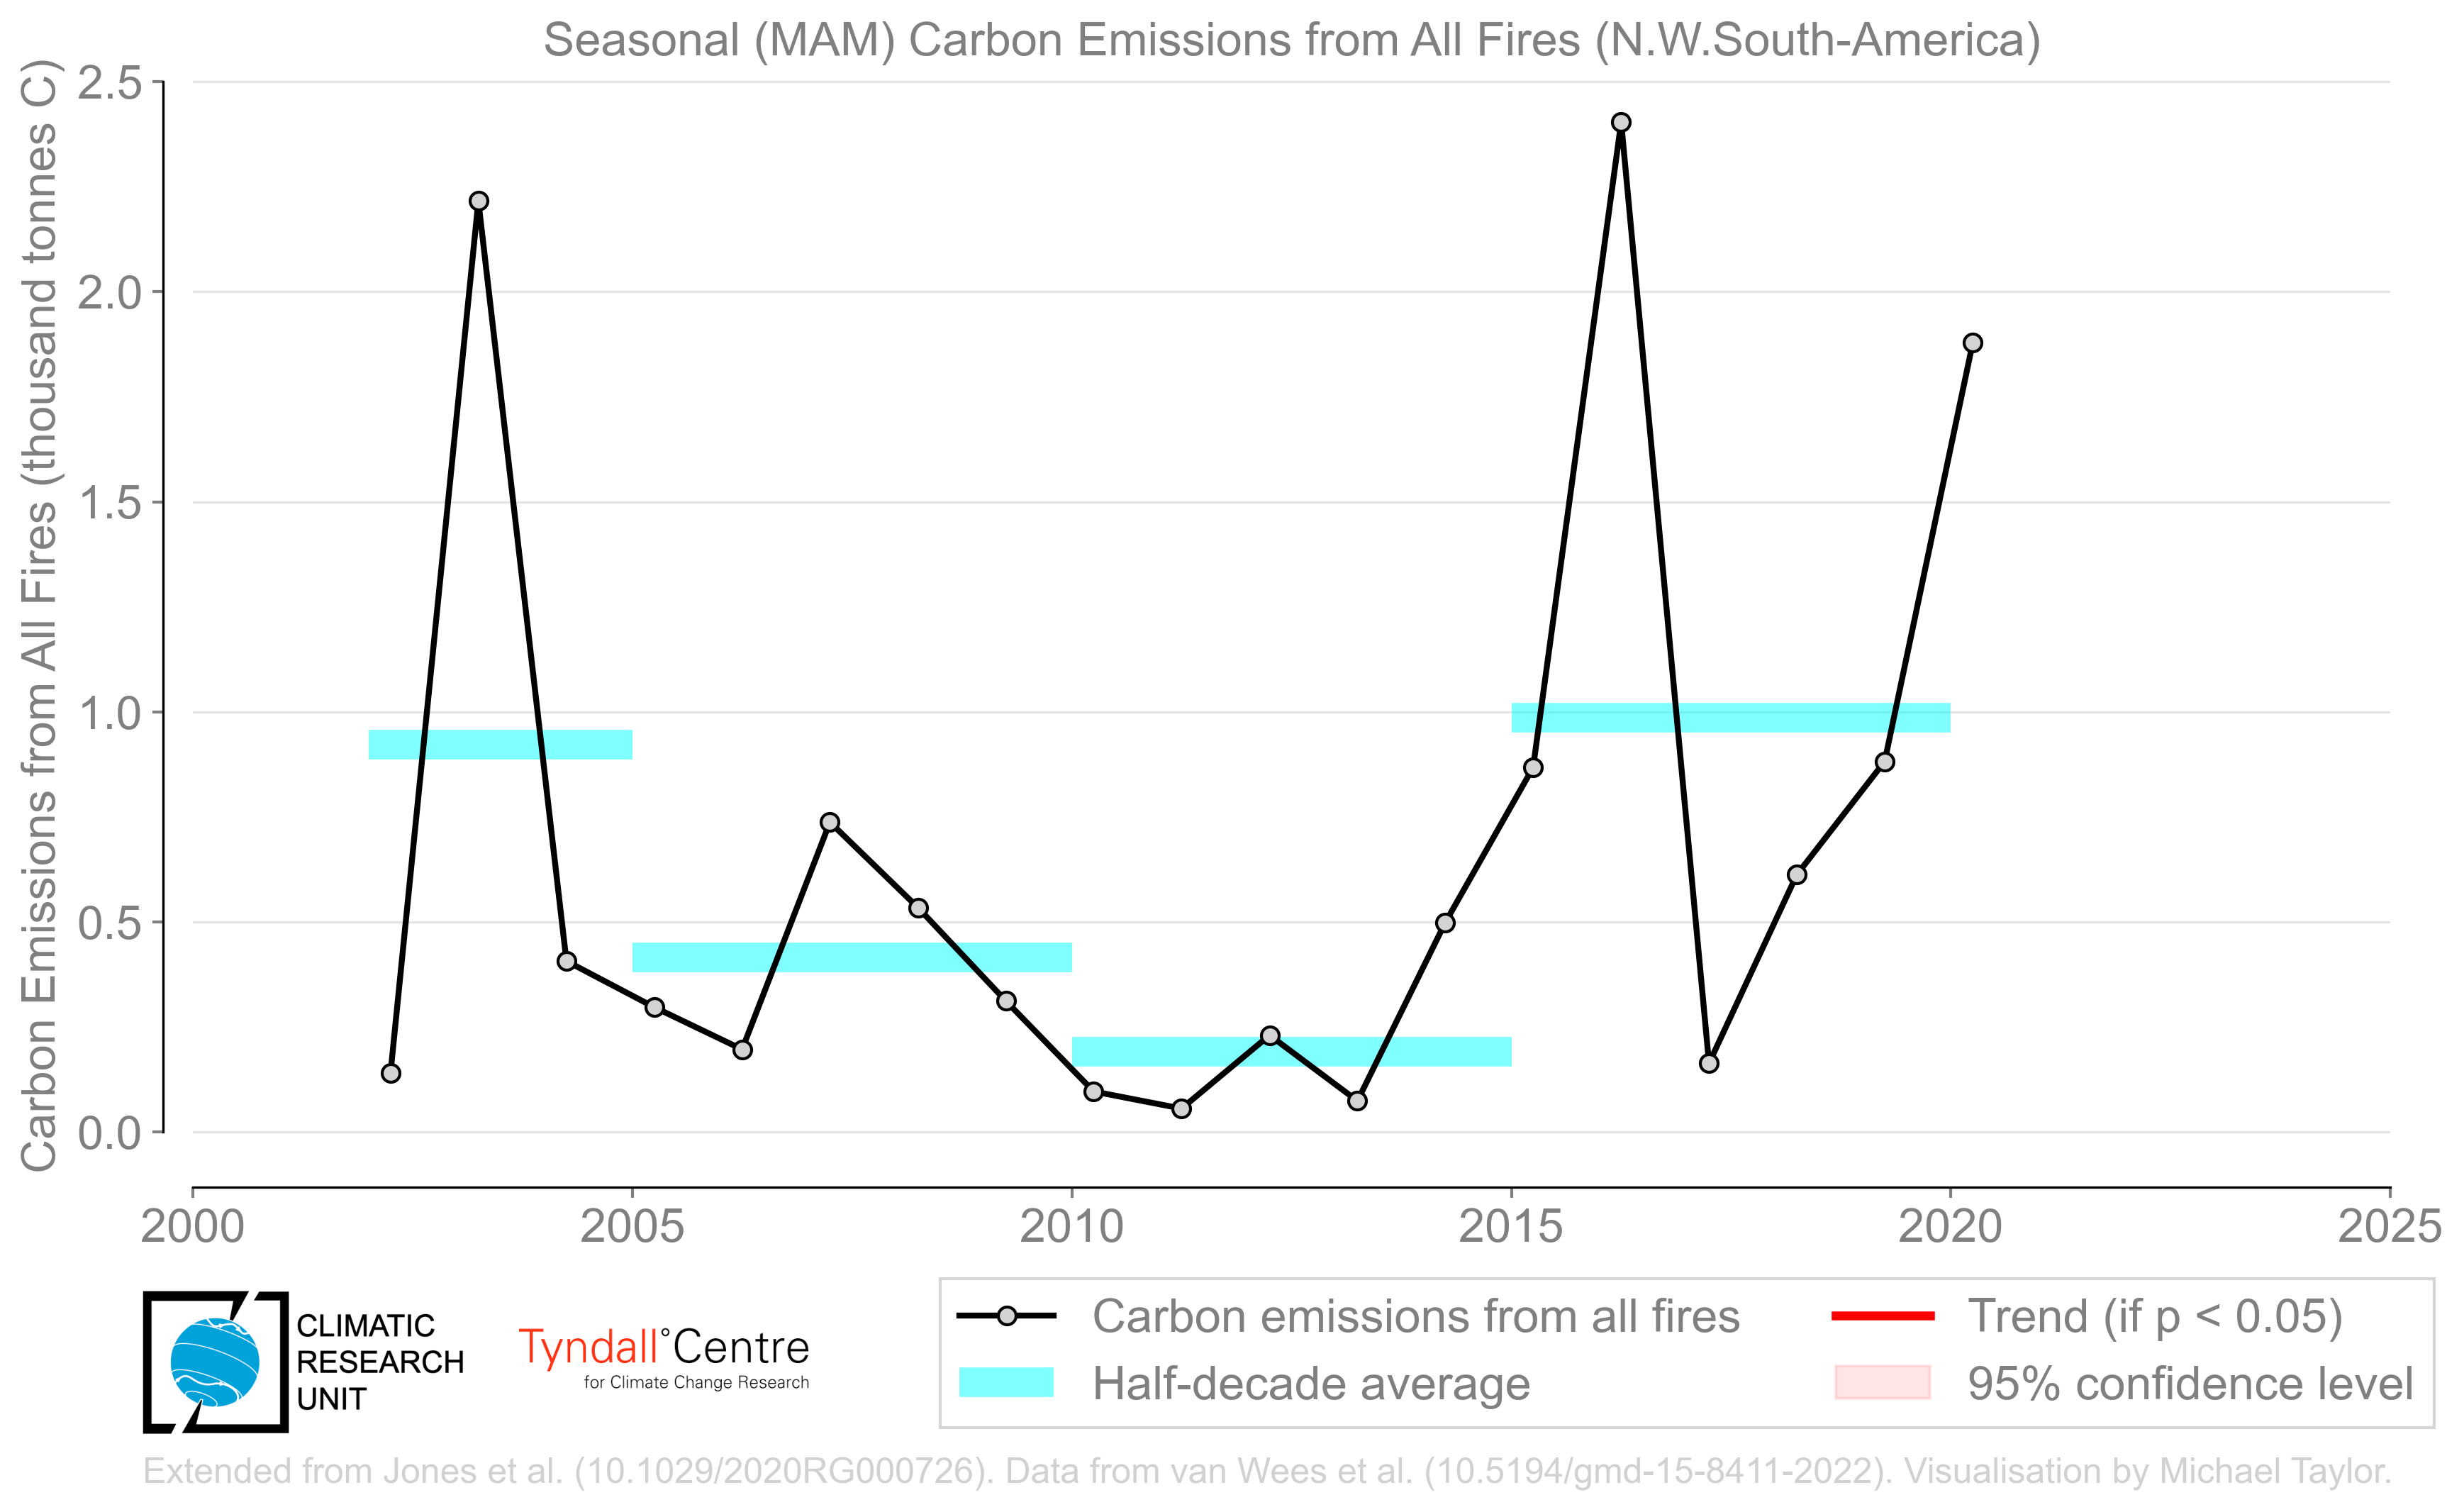 Seasonal (MAM) Carbon Emissions from All Fires (N.W.South-America)
Carbon Emissions from All Fires (thousand tonnes C)
2.5
2.0
1.5
1.0
0.5
0.0
2000 2005 2010 2015 2020 2025
CLIMATIC
RESEARCH
UNIT
Tyndall°Centre
for Climate Change Research
Carbon emissions from all fires
Half-decade average
Trend (if p < 0.05)
95% confidence level
Extended from Jones et al. (10.1029/2020RG000726). Data from van Wees et al. (10.5194/gmd-15-8411-2022). Visualisation by Michael Taylor.